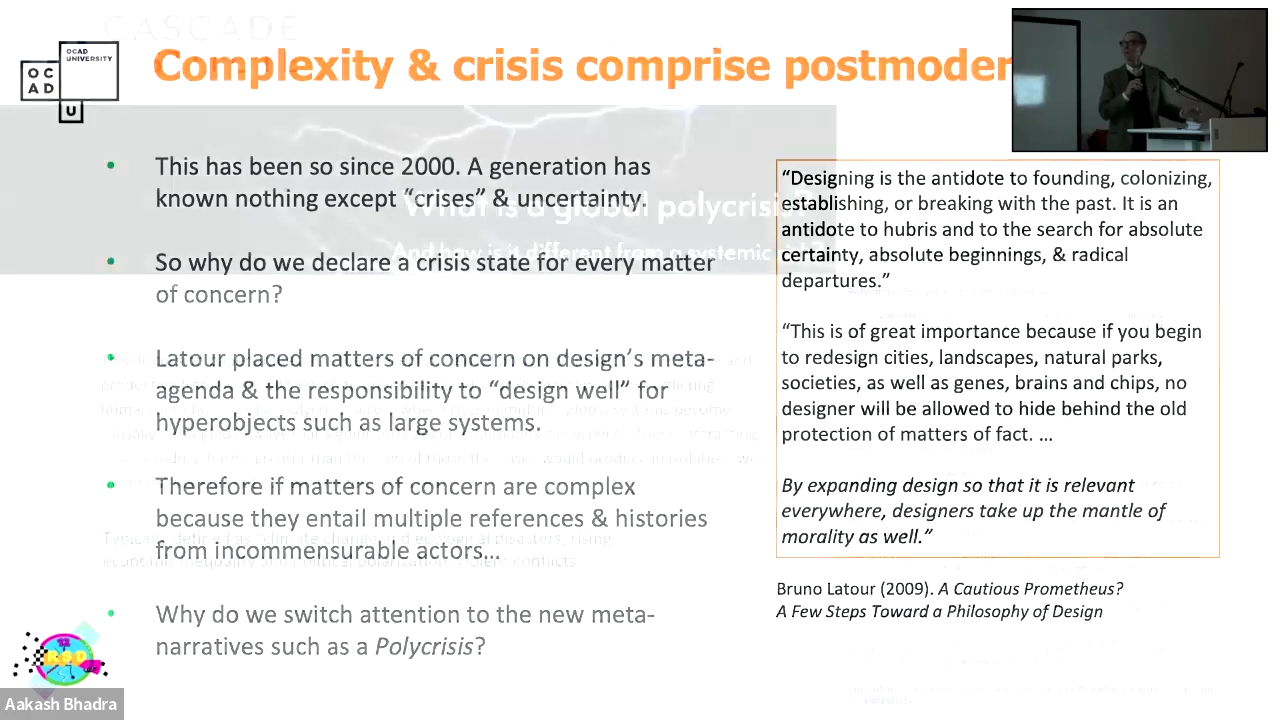 CASCADE
OCAD
UNIVERSITY
OC
AD
U
Complexity & crisis comprise postmoder
This has been so since 2000. A generation has
known nothing except “crises” & uncertainty.
What is a global polycrisis?
And how is it different from a systemic risk?
So why do we declare a crisis state for every matter
of concern?
Latour placed matters of concern on design’s meta-
agenda & the responsibility to “design well” for
hyperobjects such as large systems.
Therefore if matters of concern are complex
because they entail multiple references & histories
from incommensurable actors...
Why do we switch attention to the new meta-
narratives such as a Polycrisis?
“Designing is the antidote to founding, colonizing,
establishing, or breaking with the past. It is an
antidote to hubris and to the search for absolute
certainty, absolute beginnings, & radical
departures.”
“This is of great importance because if you begin
to redesign cities, landscapes, natural parks,
societies, as well as genes, brains and chips, no
designer will be allowed to hide behind the old
protection of matters of fact. …
By expanding design so that it is relevant
everywhere, designers take up the mantle of
morality as well.”
Bruno Latour (2009). A Cautious Prometheus?
A Few Steps Toward a Philosophy of Design
RSD
Aakash Bhadra